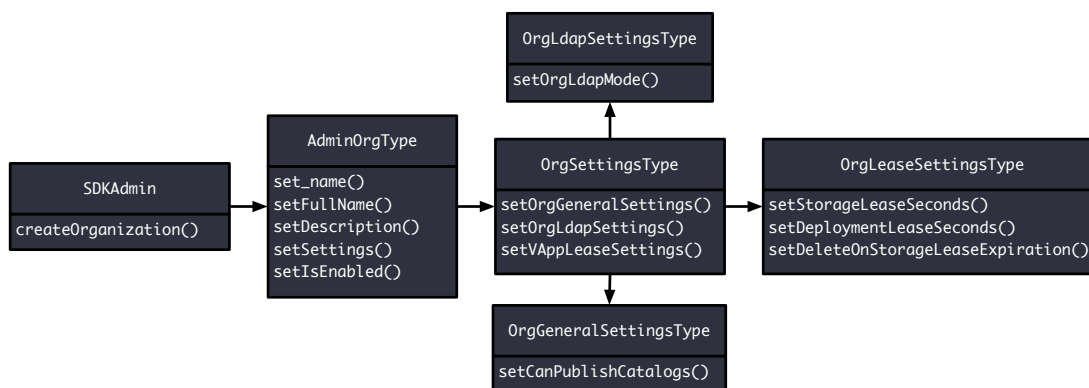 OrgLdapSettingsType
setOrgLdapMode()
AdminOrgType
set_name()
setFullName()
setDescription()
setSettings()
setIsEnabled()
OrgSettingsType
setOrgGeneralSettings()
setOrgLdapSettings()
setVAppLeaseSettings()
OrgLeaseSettingsType
setStorageLeaseSeconds()
setDeploymentLeaseSeconds()
setDeleteOnStorageLeaseExpiration()
SDKAdmin
createOrganization()
OrgGeneralSettingsType
setCanPublishCatalogs()